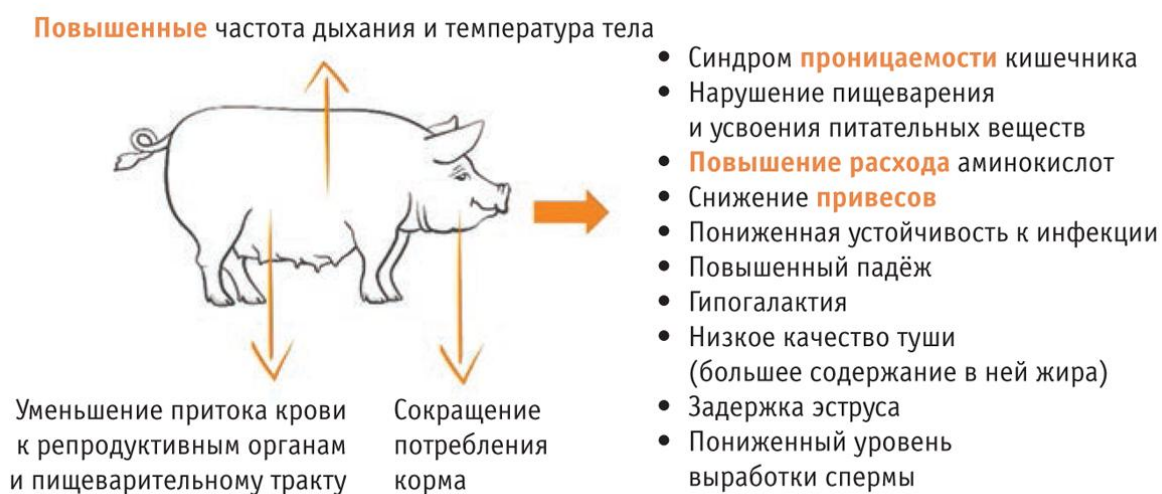 Повышенные частота дыхания и температура тела
Уменьшение притока крови
к репродуктивным органам
и пищеварительному тракту
Сокращение
потребления
корма
• Синдром проницаемости кишечника
• Нарушение пищеварения
и усвоения питательных веществ
• Повышение расхода аминокислот
• Снижение привесов
• Пониженная устойчивость к инфекции
• Повышенный падёж
• Гипогалактия
• Низкое качество туши
(большее содержание в ней жира)
• Задержка эструса
• Пониженный уровень
выработки спермы